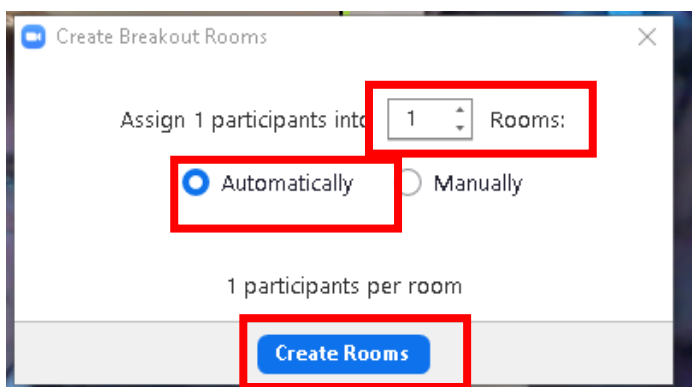 Create Breakout Rooms
Assign 1 participants into 1 Rooms:
Automatically Manually
1 participants per room
Create Rooms